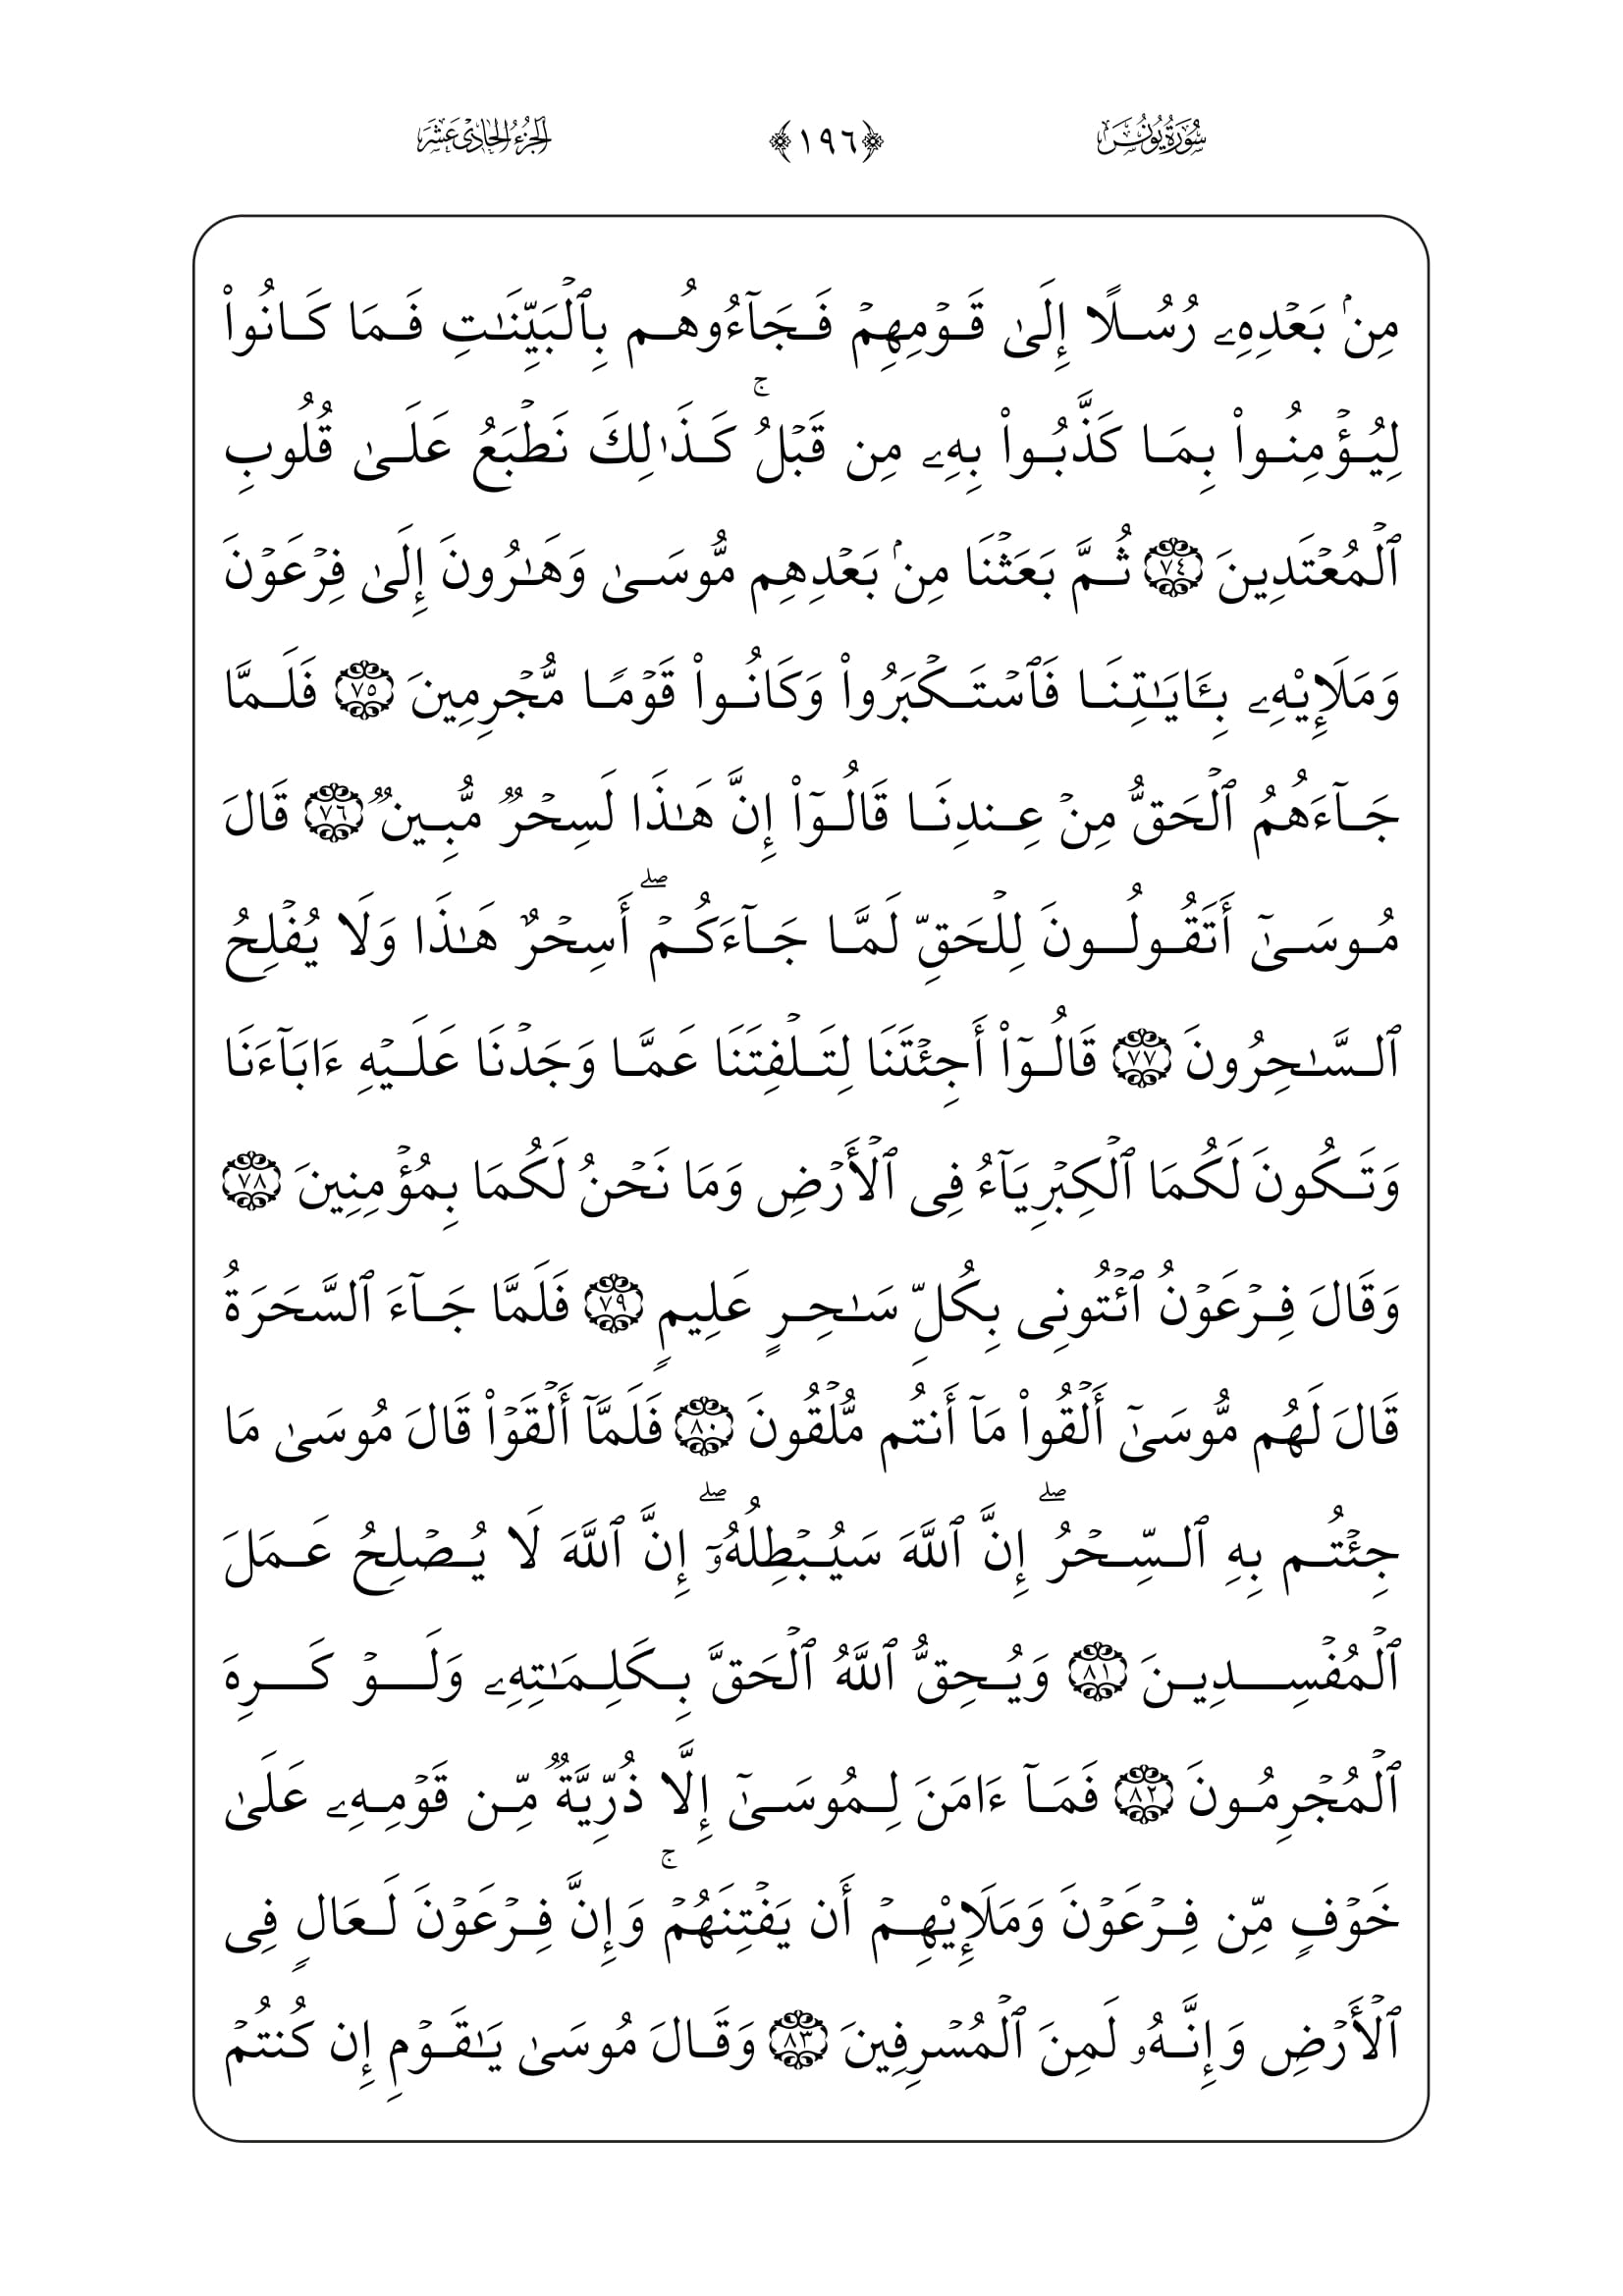 سُورَةُ يُونُسَ ﴿١٩٦﴾ الجُزْءُ الحَادِي عَشَرَ
مِنۢ بَعۡدِهِۦ رُسُلًا إِلَىٰ قَوۡمِهِمۡ فَجَآءُوهُم بِٱلۡبَيِّنَٰتِ فَمَا كَانُواْ
لِيُؤۡمِنُواْ بِمَا كَذَّبُواْ بِهِۦ مِن قَبۡلُۚ كَذَٰلِكَ نَطۡبَعُ عَلَىٰ قُلُوبِ
ٱلۡمُعۡتَدِينَ ٧٤ ثُمَّ بَعَثۡنَا مِنۢ بَعۡدِهِم مُّوسَىٰ وَهَٰرُونَ إِلَىٰ فِرۡعَوۡنَ
وَمَلَإِيْهِۦ بِـَٔايَٰتِنَا فَٱسۡتَكۡبَرُواْ وَكَانُواْ قَوۡمًا مُّجۡرِمِينَ ٧٥ فَلَمَّا
جَآءَهُمُ ٱلۡحَقُّ مِنۡ عِندِنَا قَالُوٓاْ إِنَّ هَٰذَا لَسِحۡرٞ مُّبِينٞ ٧٦ قَالَ
مُوسَىٰٓ أَتَقُولُونَ لِلۡحَقِّ لَمَّا جَآءَكُمۡۖ أَسِحۡرٌ هَٰذَا وَلَا يُفۡلِحُ
ٱلسَّٰحِرُونَ ٧٧ قَالُوٓاْ أَجِئۡتَنَا لِتَلۡفِتَنَا عَمَّا وَجَدۡنَا عَلَيۡهِ ءَابَآءَنَا
وَتَكُونَ لَكُمَا ٱلۡكِبۡرِيَآءُ فِي ٱلۡأَرۡضِ وَمَا نَحۡنُ لَكُمَا بِمُؤۡمِنِينَ ٧٨
وَقَالَ فِرۡعَوۡنُ ٱئۡتُونِي بِكُلِّ سَٰحِرٍ عَلِيمٖ ٧٩ فَلَمَّا جَآءَ ٱلسَّحَرَةُ
قَالَ لَهُم مُّوسَىٰٓ أَلۡقُواْ مَآ أَنتُم مُّلۡقُونَ ٨٠ فَلَمَّآ أَلۡقَوۡاْ قَالَ مُوسَىٰ مَا
جِئۡتُم بِهِ ٱلسِّحۡرُۖ إِنَّ ٱللَّهَ سَيُبۡطِلُهُۥٓۖ إِنَّ ٱللَّهَ لَا يُصۡلِحُ عَمَلَ
ٱلۡمُفۡسِدِينَ ٨١ وَيُحِقُّ ٱللَّهُ ٱلۡحَقَّ بِكَلِمَٰتِهِۦ وَلَوۡ كَرِهَ
ٱلۡمُجۡرِمُونَ ٨٢ فَمَآ ءَامَنَ لِمُوسَىٰٓ إِلَّا ذُرِّيَّةٞ مِّن قَوۡمِهِۦ عَلَىٰ
خَوۡفٖ مِّن فِرۡعَوۡنَ وَمَلَإِيْهِمۡ أَن يَفۡتِنَهُمۡۚ وَإِنَّ فِرۡعَوۡنَ لَعَالٖ فِي
ٱلۡأَرۡضِ وَإِنَّهُۥ لَمِنَ ٱلۡمُسۡرِفِينَ ٨٣ وَقَالَ مُوسَىٰ يَٰقَوۡمِ إِن كُنتُمۡ